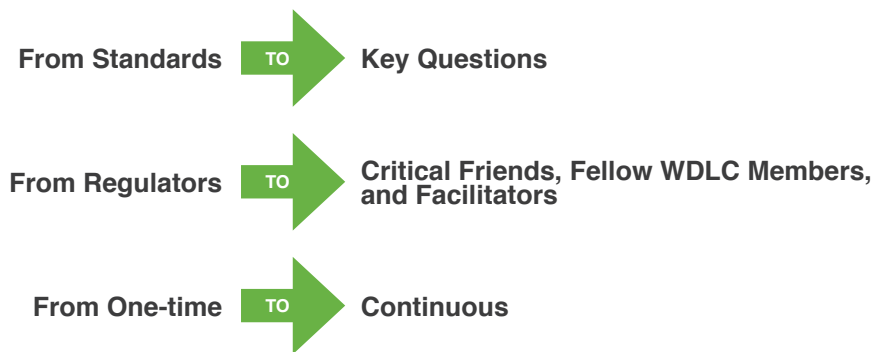 From Standards TO Key Questions
From Regulators TO Critical Friends, Fellow WDLC Members,
and Facilitators
From One-time TO Continuous